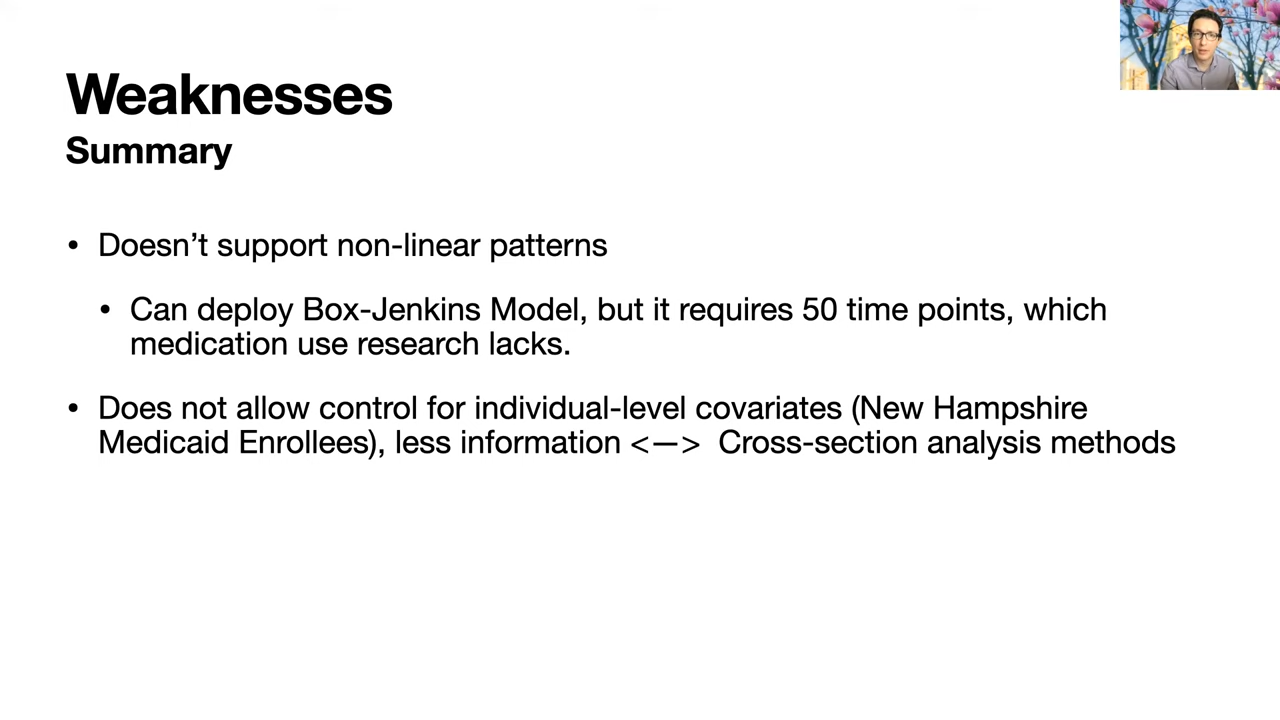 Weaknesses
Summary
• Doesn’t support non-linear patterns
• Can deploy Box-Jenkins Model, but it requires 50 time points, which
medication use research lacks.
• Does not allow control for individual-level covariates (New Hampshire
Medicaid Enrollees), less information <—> Cross-section analysis methods